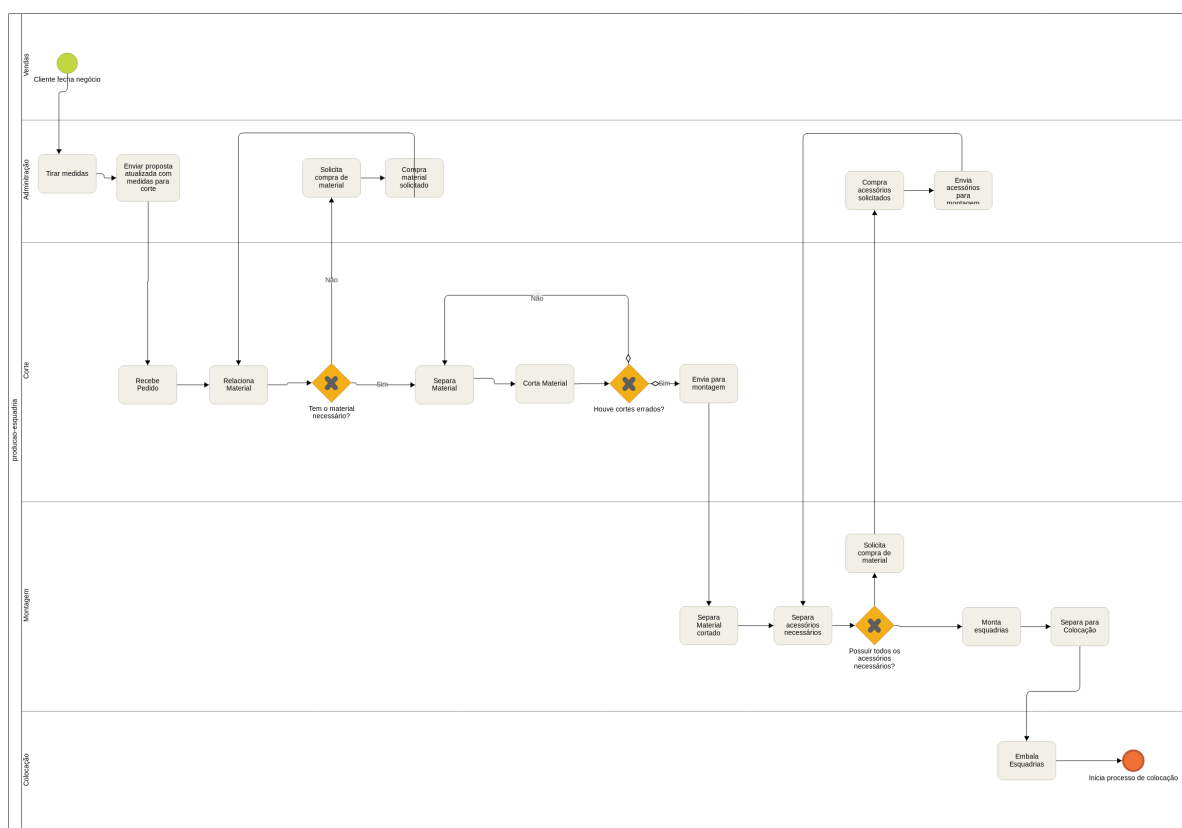 producao-esquadria
Vendas
Cliente fecha negócio
Adminitração
Tirar medidas
Enviar proposta
atualizada com
medidas para
corte
Solicita
compra de
material
Compra
material
solicitado
Compra
acessórios
solicitados
Envia
acessórios
para
montagem
Corte
Não
Não
Recebe
Pedido
Relaciona
Material
Tem o material
necessário?
Sim
Separa
Material
Corta Material
Houve cortes errados?
Sim
Envia para
montagem
Montagem
Solicita
compra de
material
Separa
Material
cortado
Separa
acessórios
necessários
Possuir todos os
acessórios
necessários?
Monta
esquadrias
Separa para
Colocação
Colocação
Embala
Esquadrias
Inicia processo de colocação